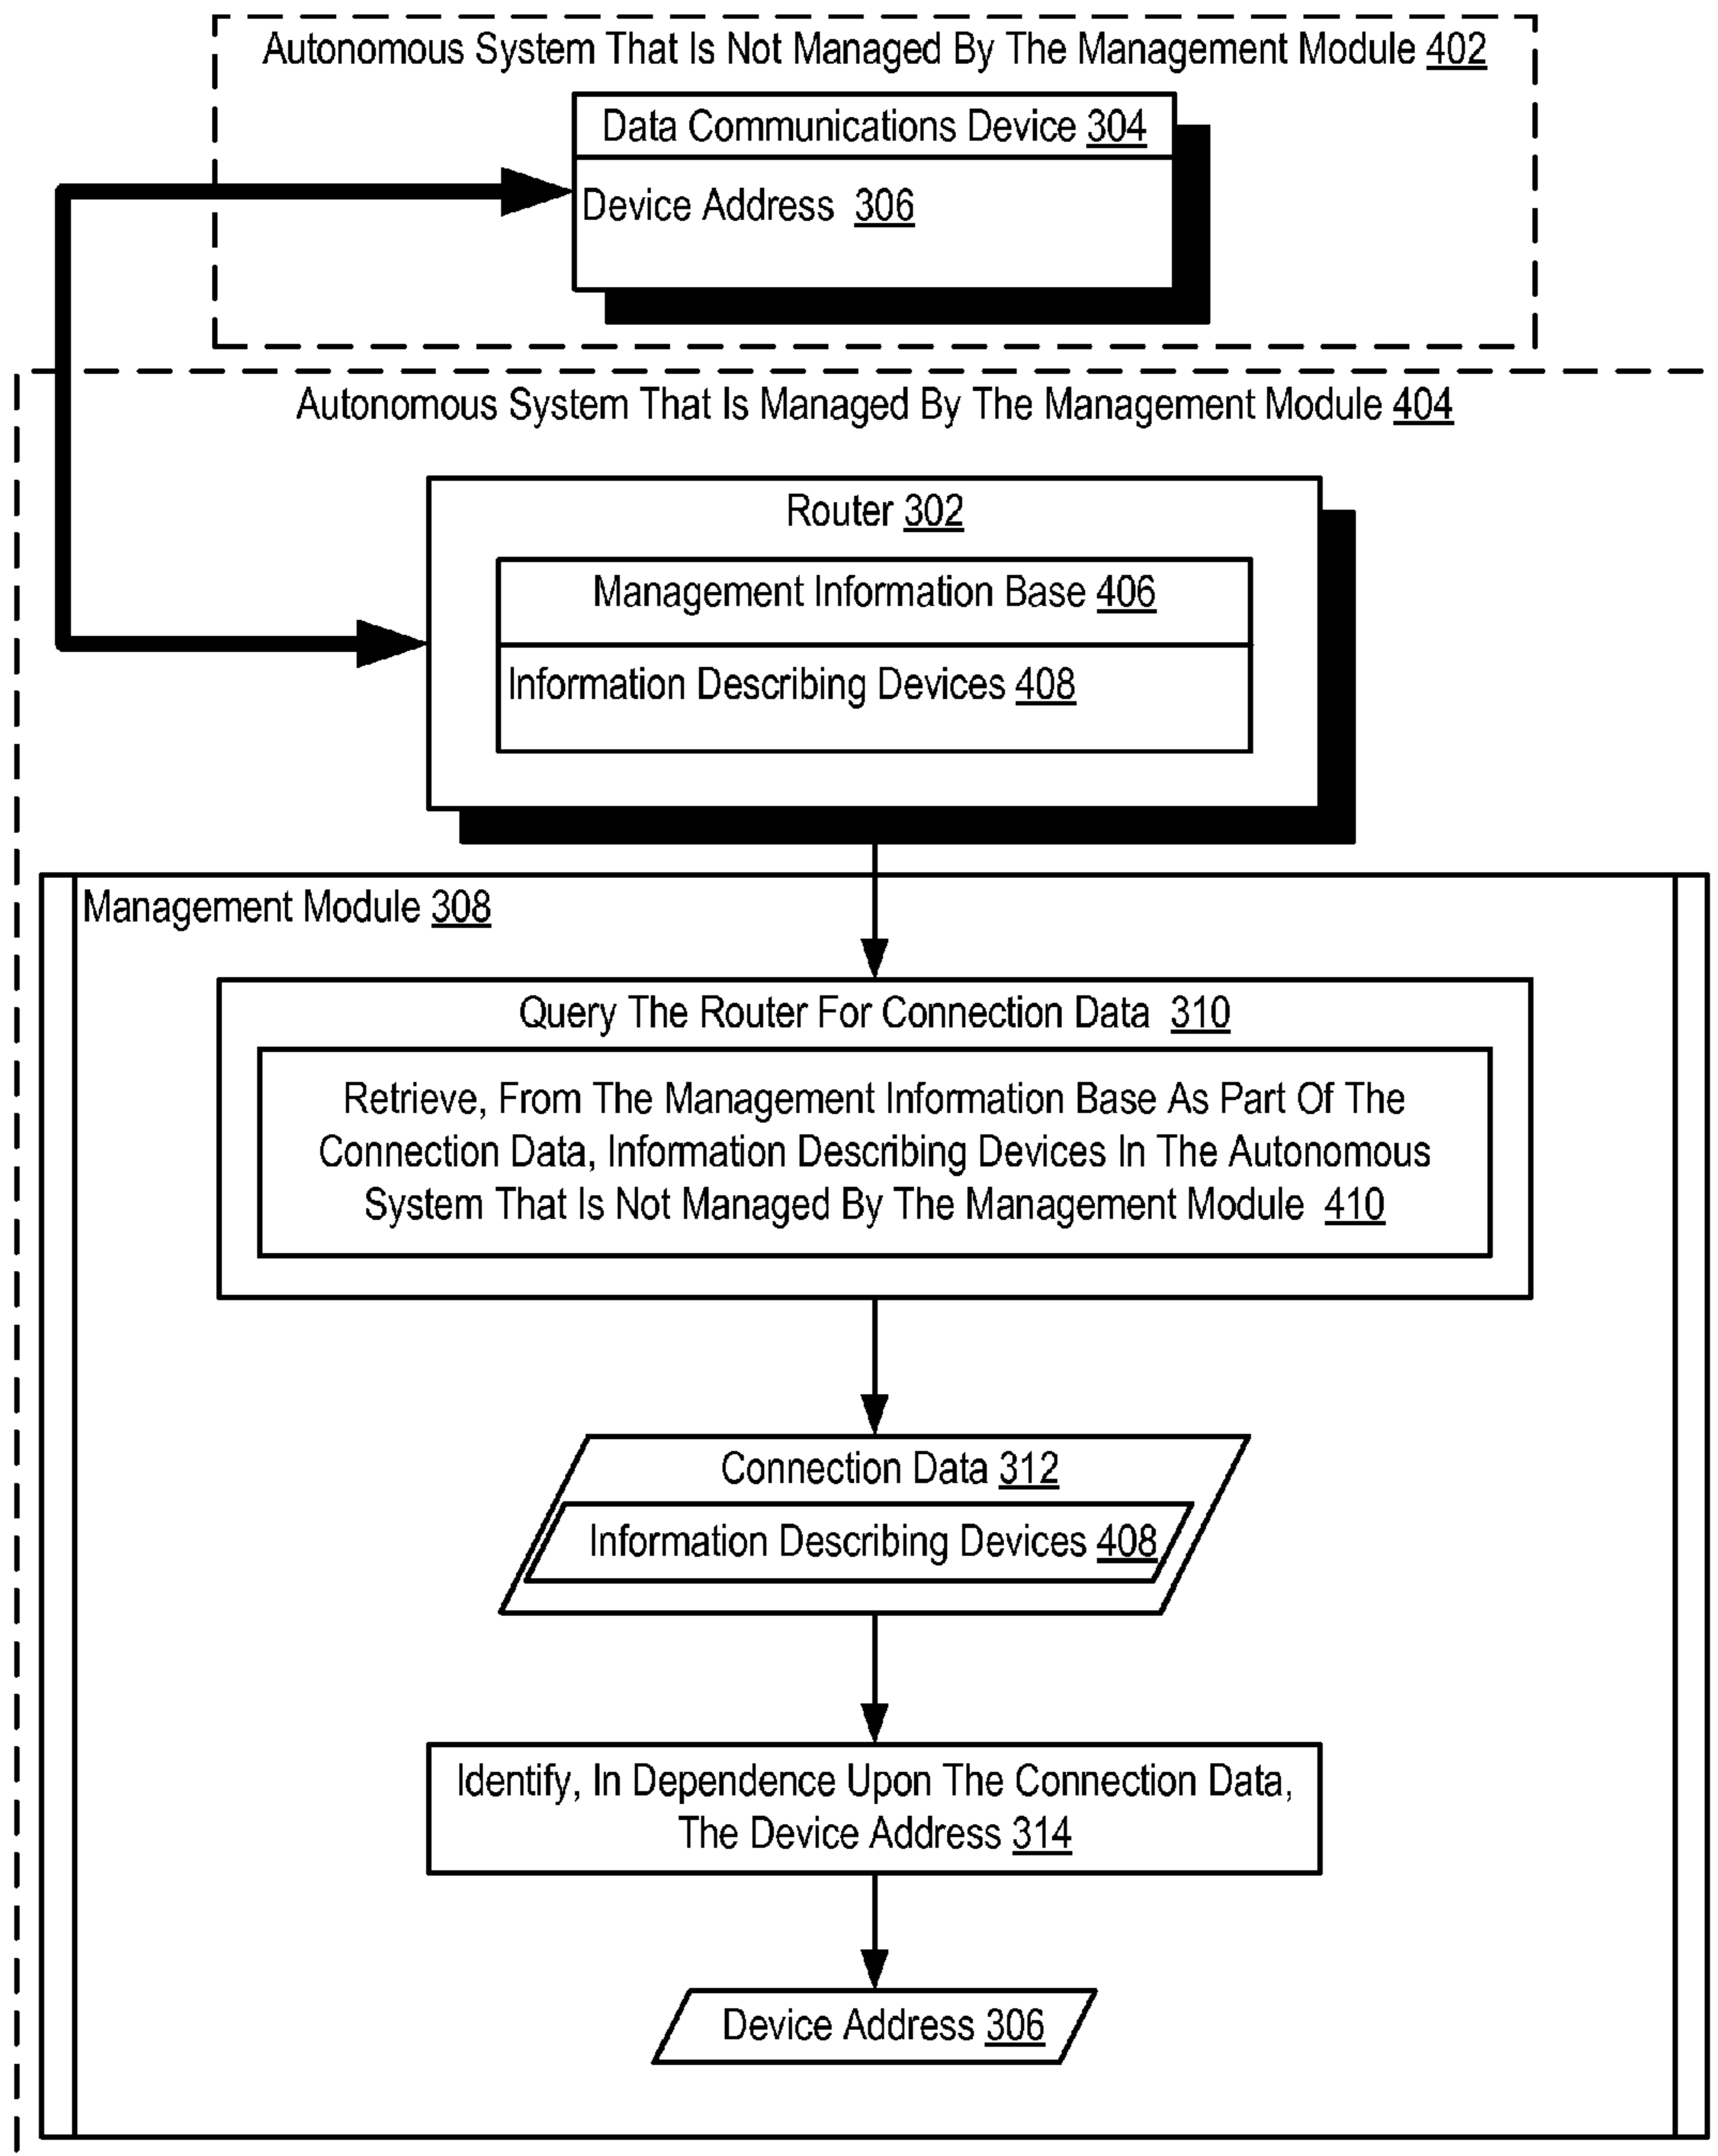 Autonomous System That Is Not Managed By The Management Module 402
Data Communications Device 304
Device Address 306
Autonomous System That Is Managed By The Management Module 404
Router 302
Management Information Base 406
Information Describing Devices 408
Management Module 308
Query The Router For Connection Data 310
Retrieve, From The Management Information Base As Part Of The
Connection Data, Information Describing Devices In The Autonomous
System That Is Not Managed By The Management Module 410
Connection Data 312
Information Describing Devices 408
Identify, In Dependence Upon The Connection Data,
The Device Address 314
Device Address 306